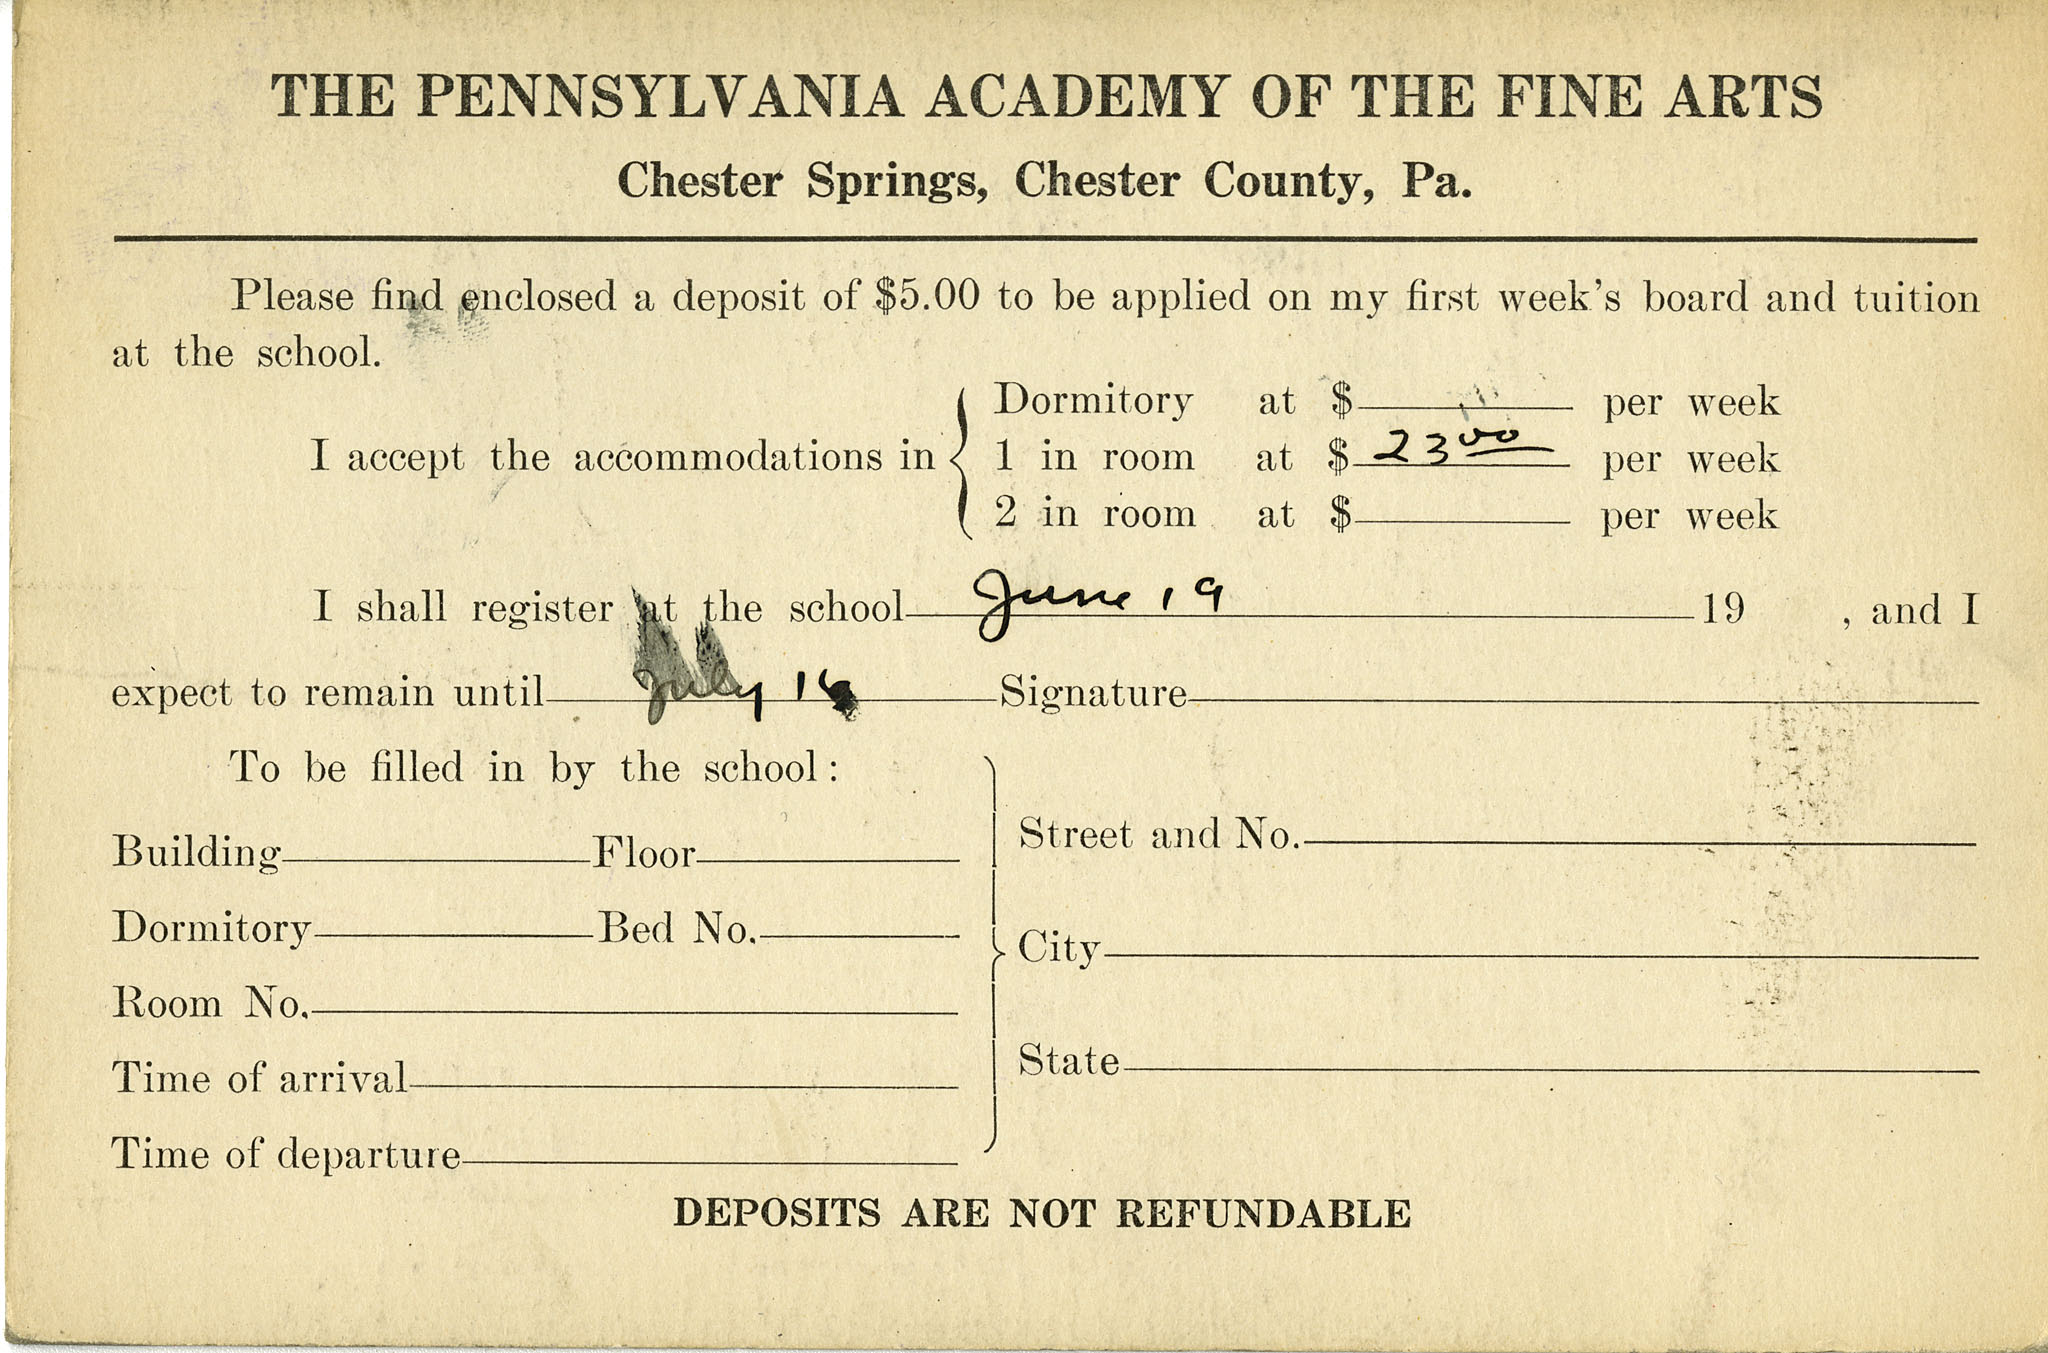 THE PENNSYLVANIA ACADEMY OF THE FINE ARTS
Chester Springs, Chester County, Pa.
Please find enclosed a deposit of $5.00 to be applied on my first week's board and tuition
at the school.
Dormitory at $ per week
I accept the accommodations in 1 in room at $ 23 00 per week
2 in room at $ per week
I shall register at the school June 19 19 , and I
expect to remain until July Signature
To be filled in by the school:
Building Floor
Street and No.
Dormitory Bed No.
City
Room No.
State
Time of arrival
Time of departure
DEPOSITS ARE NOT REFUNDABLE